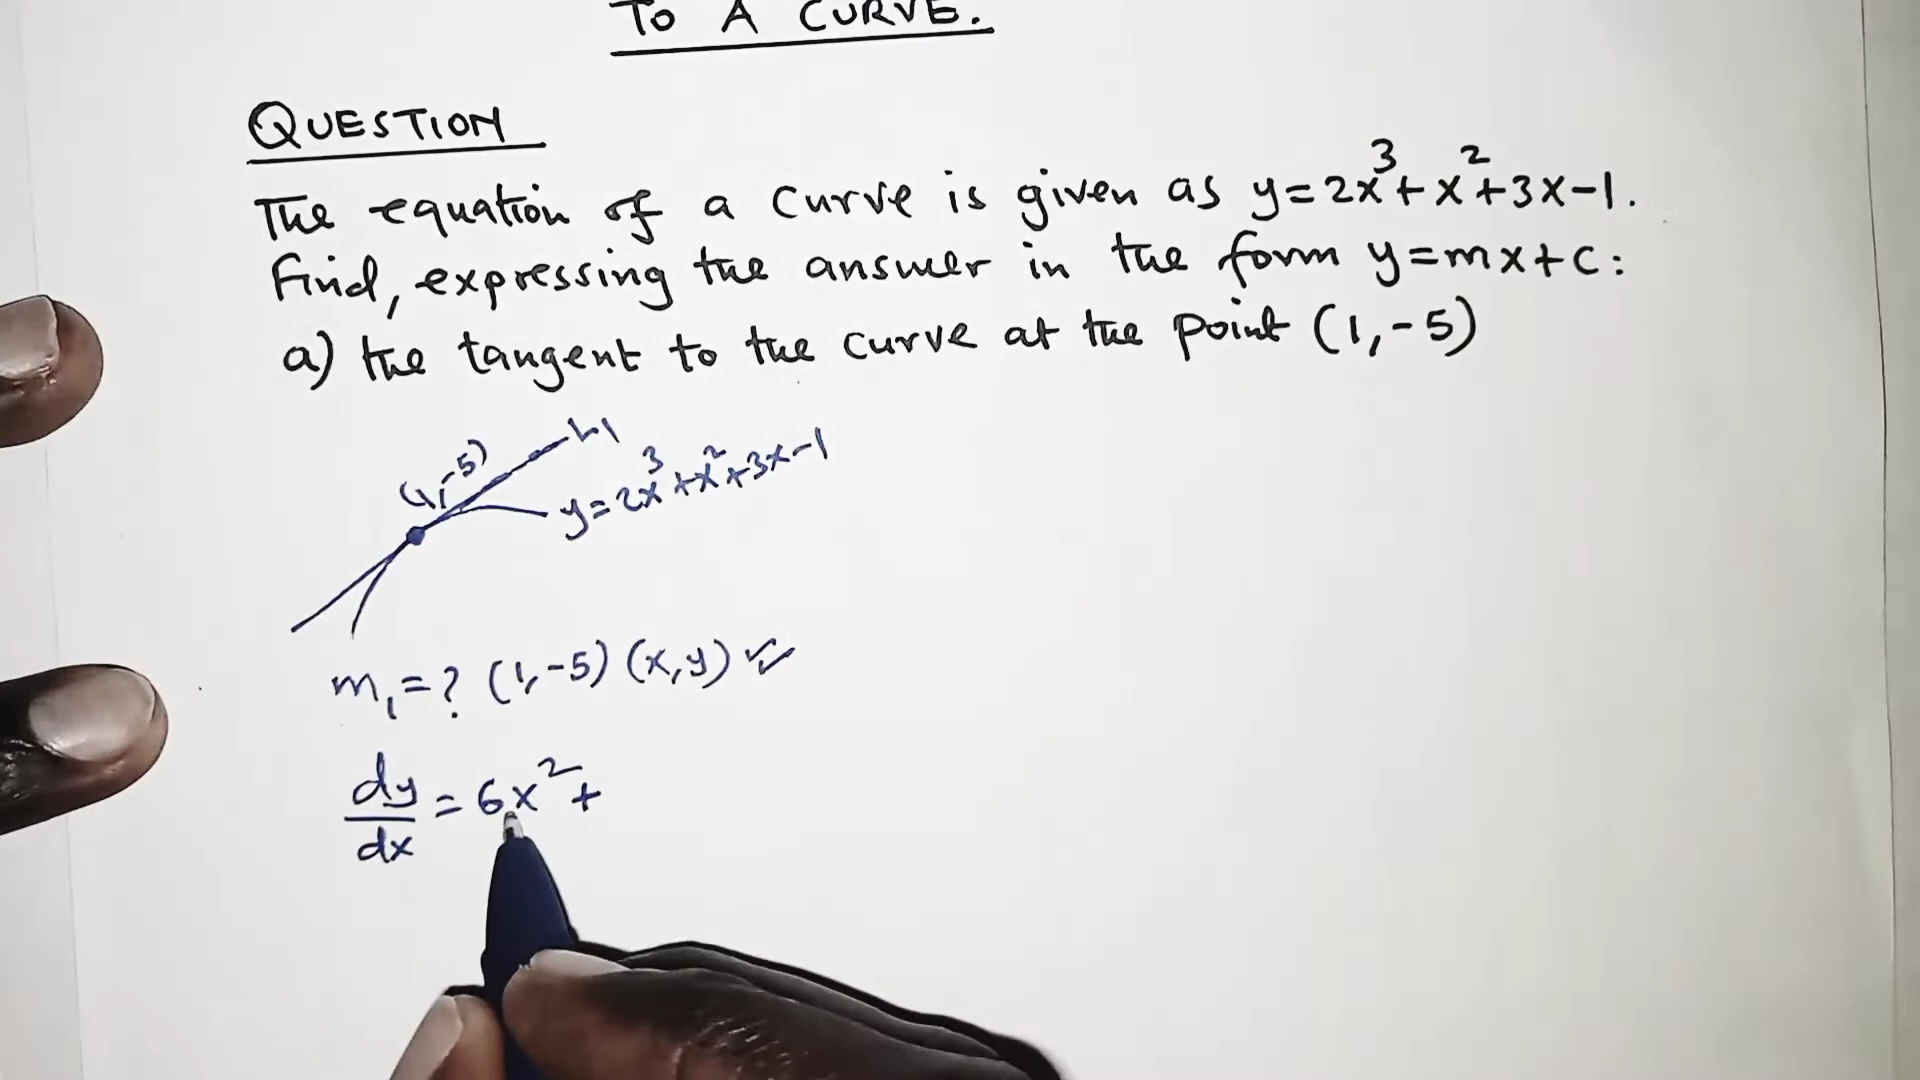 TO A CURVE.
QUESTION
The equation of a curve is given as y=2x³+x²+3x-1.
Find, expressing the answer in the form y=mx+c:
a) the tangent to the curve at the point (1,-5)
L1
(1,-5)
y=2x³+x²+3x-1
m₁=? (1,-5) (x,y) ✓
dy/dx = 6x²+